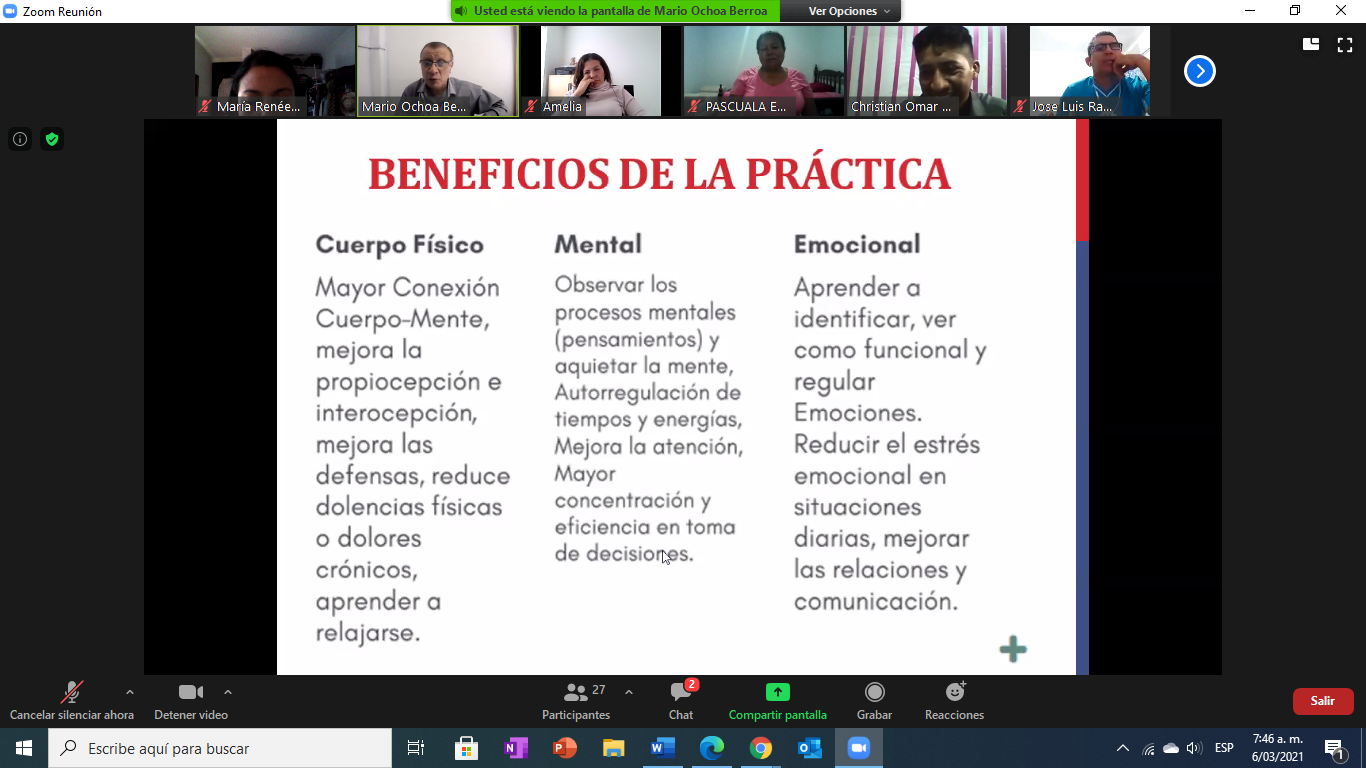 Zoom Reunión
Usted está viendo la pantalla de Mario Ochoa Berroa
Ver Opciones
María Renée...
Mario Ochoa Be...
Amelia
PASCUALA E...
Christian Omar ...
Jose Luis Ra...
BENEFICIOS DE LA PRÁCTICA
Cuerpo Físico
Mayor Conexión
Cuerpo-Mente,
mejora la
propiocepción e
interocepción,
mejora las
defensas, reduce
dolencias físicas
o dolores
crónicos,
aprender a
relajarse.
Mental
Observar los
procesos mentales
(pensamientos) y
aquietar la mente,
Autorregulación de
tiempos y energías,
Mejora la atención,
Mayor
concentración y
eficiencia en toma
de decisiones.
Emocional
Aprender a
identificar, ver
como funcional y
regular
Emociones.
Reducir el estrés
emocional en
situaciones
diarias, mejorar
las relaciones y
comunicación.
Cancelar silenciar ahora
Detener video
27
Participantes
2
Chat
Compartir pantalla
Grabar
Reacciones
Salir
Escribe aquí para buscar
ESP
7:46 a. m.
6/03/2021
1